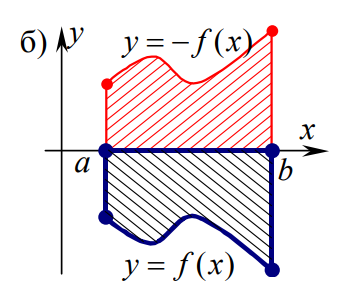 б) y
y = −f(x)
x
a
b
y = f(x)